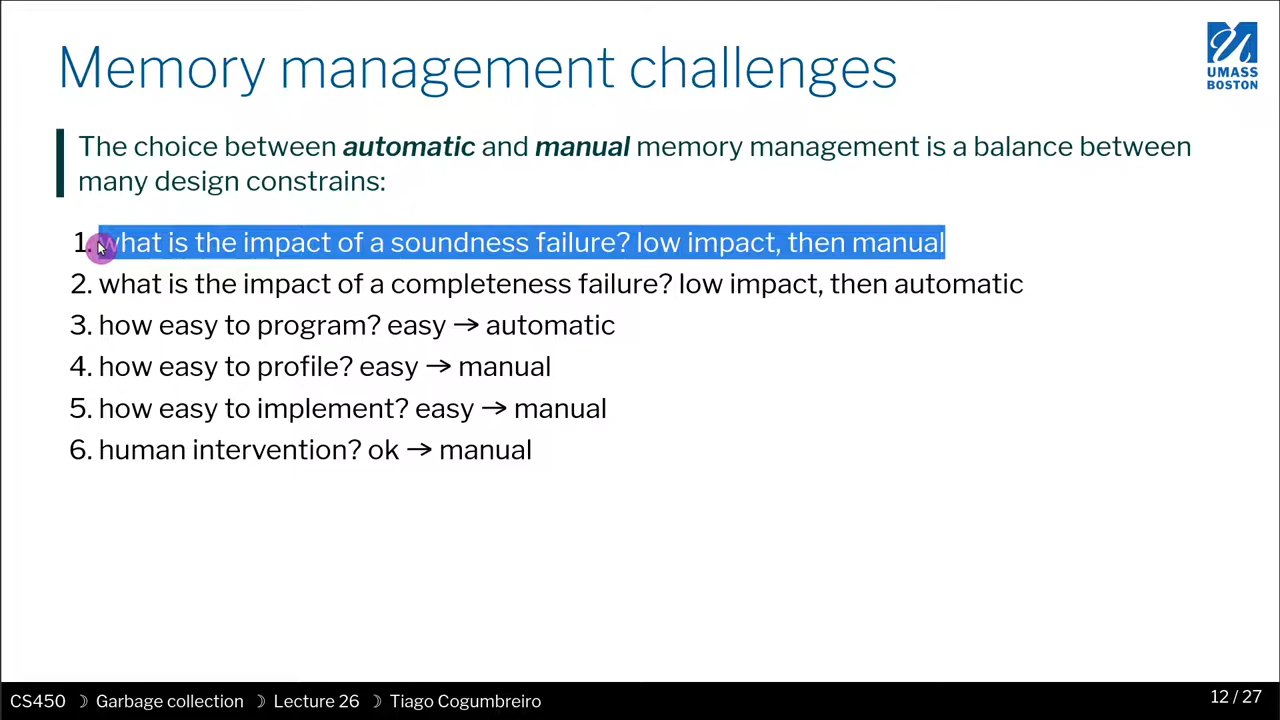 Memory management challenges
UMASS
BOSTON
The choice between automatic and manual memory management is a balance between
many design constrains:
1. what is the impact of a soundness failure? low impact, then manual
2. what is the impact of a completeness failure? low impact, then automatic
3. how easy to program? easy → automatic
4. how easy to profile? easy → manual
5. how easy to implement? easy → manual
6. human intervention? ok → manual
CS450 ☽ Garbage collection ☽ Lecture 26 ☽ Tiago Cogumbreiro
12 / 27